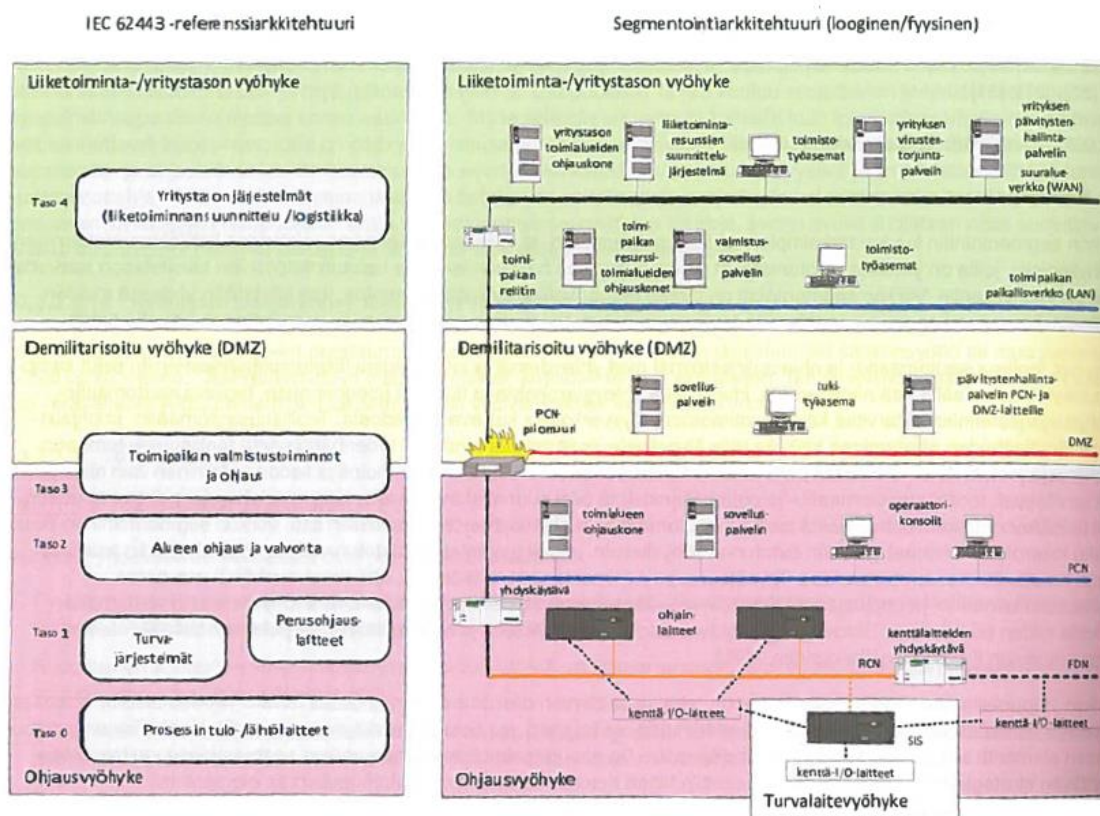 IEC 62443 -referenssiarkkitehtuuri
Liiketoiminta-/yritystason vyöhyke
Taso 4
Yritystason järjestelmät
(liiketoiminnan suunnittelu /logistiikka)
Demilitarisoitu vyöhyke (DMZ)
Toimipaikan valmistustoiminnot
ja ohjaus
Taso 3
Taso 2
Alueen ohjaus ja valvonta
Taso 1
Turva-
järjestelmät
Perusohjaus-
laitteet
Taso 0
Prosessin tulo-/lähtölaitteet
Ohjausvyöhyke
Segmentointiarkkitehtuuri (looginen/fyysinen)
Liiketoiminta-/yritystason vyöhyke
yritystason
toimialueiden
ohjauskone
liiketoiminta-
resurssien
suunnittelu-
järjestelmä
toimisto-
työasemat
yrityksen
virusten-
torjunta-
palvelin
yrityksen
päivitysten-
hallinta-
palvelin
suuralue-
verkko (WAN)
toimi-
paikan
reititin
toimi-
paikan
resurssi-
toimialueiden
ohjauskonet
valmistus-
sovellus-
palvelin
toimisto-
työasemat
toimipaikan
paikallisverkko (LAN)
Demilitarisoitu vyöhyke (DMZ)
PCN-
palomuuri
sovellus-
palvelin
tuki-
työasema
päivitystenhallinta-
palvelin PCN- ja
DMZ-laitteille
DMZ
toimialueen
ohjauskone
sovellus-
palvelin
operaattori-
konsolit
PCN
yhdyskäytävä
ohjain-
laitteet
kenttälaitteiden
yhdyskäytävä
RCN
FDN
kenttä-I/O-laitteet
kenttä-I/O-laitteet
SIS
kenttä-I/O-laitteet
Ohjausvyöhyke
Turvalaitevyöhyke